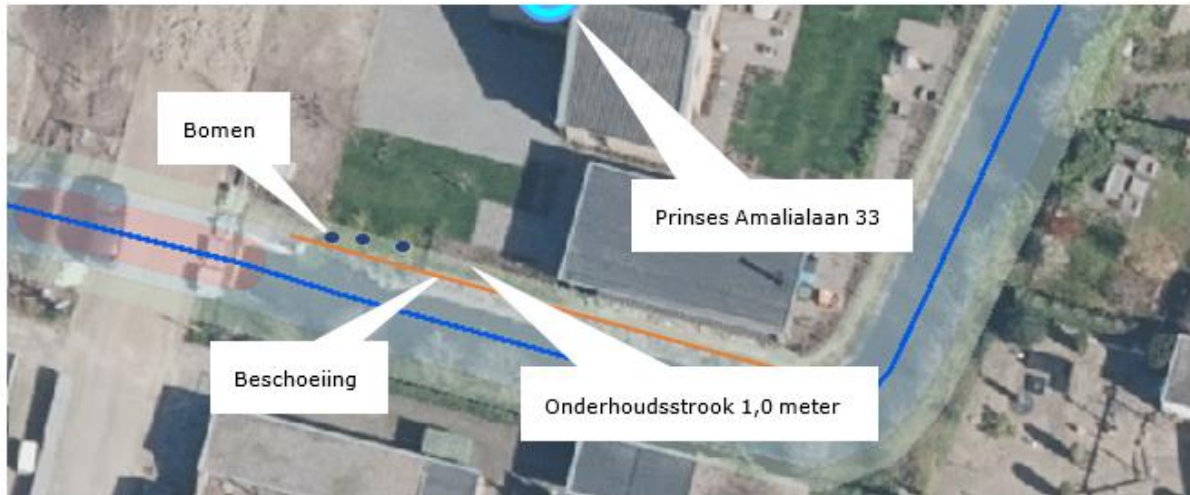 Bomen
Prinses Amalialaan 33
Beschoeiing
Onderhoudsstrook 1,0 meter